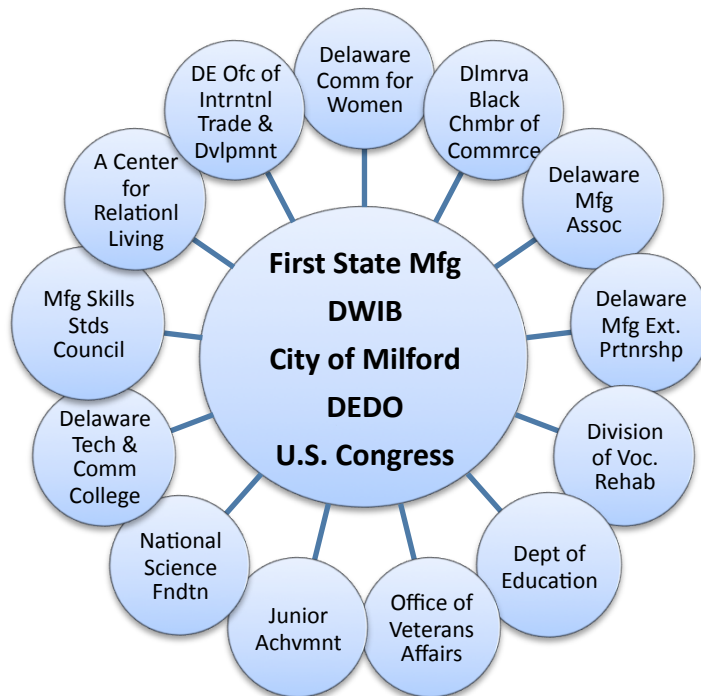 Delaware
Comm for
Women
Dlmrva
Black
Chmbr of
Commrce
Delaware
Mfg
Assoc
Delaware
Mfg Ext.
Prtnrshp
Division
of Voc.
Rehab
Dept of
Education
Office of
Veterans
Affairs
Junior
Achvmnt
National
Science
Fndtn
Delaware
Tech &
Comm
College
Mfg Skills
Stds
Council
A Center
for
Relationl
Living
DE Ofc of
Intrntnl
Trade &
Dvlpmnt
First State Mfg
DWIB
City of Milford
DEDO
U.S. Congress